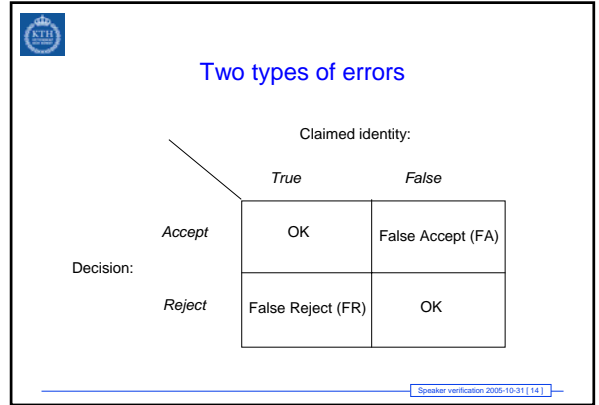 KTH
Two types of errors
Claimed identity:
True False
Accept OK False Accept (FA)
Decision:
Reject False Reject (FR) OK
Speaker verification 2005-10-31 [ 14 ]